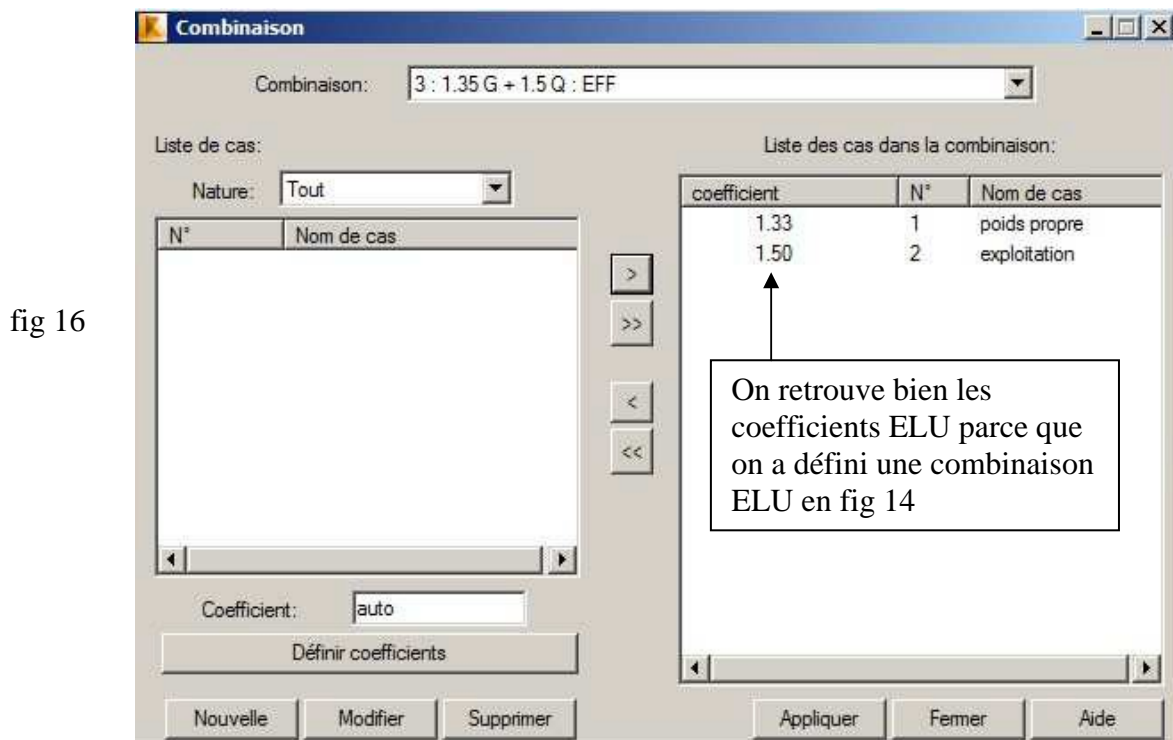 Combinaison
Combinaison: 3 : 1.35 G + 1.5 Q : EFF
Liste de cas:
Nature: Tout
N° Nom de cas
fig 16
Coefficient: auto
Définir coefficients
Nouvelle Modifier Supprimer
>
>>
<
<<
Liste des cas dans la combinaison:
coefficient N° Nom de cas
1.33 1 poids propre
1.50 2 exploitation
On retrouve bien les
coefficients ELU parce que
on a défini une combinaison
ELU en fig 14
Appliquer Fermer Aide